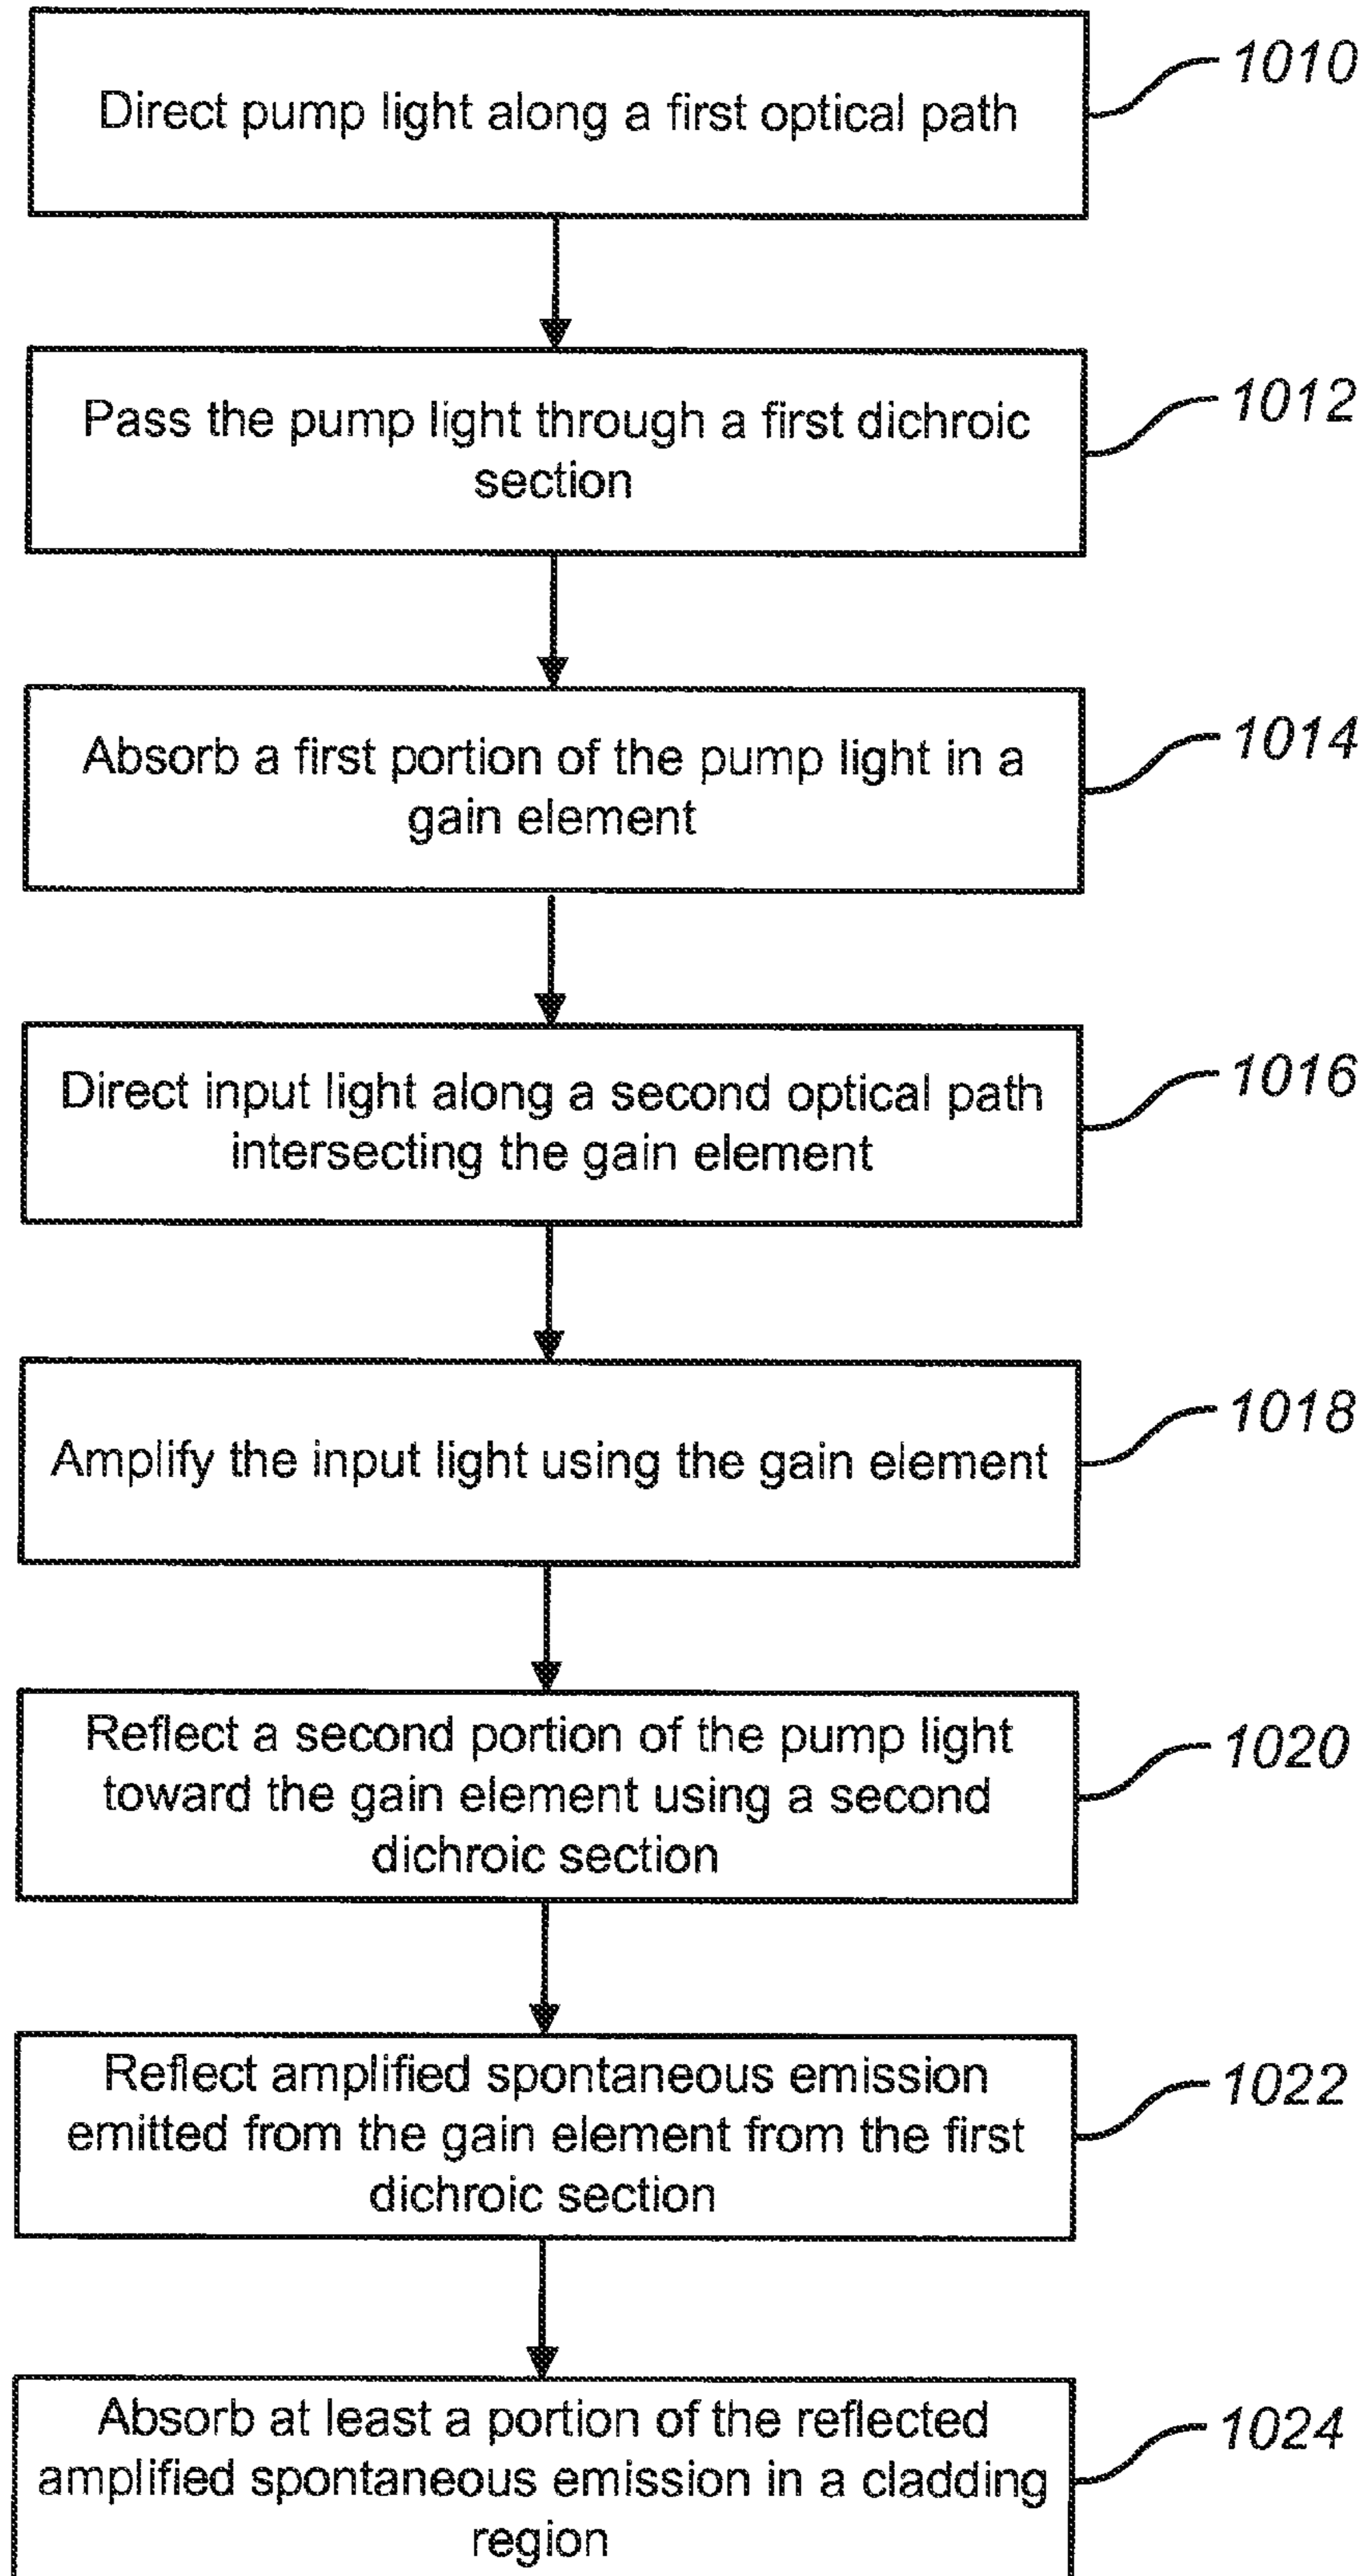 Direct pump light along a first optical path
1010
Pass the pump light through a first dichroic
section
1012
Absorb a first portion of the pump light in a
gain element
1014
Direct input light along a second optical path
intersecting the gain element
1016
Amplify the input light using the gain element
1018
Reflect a second portion of the pump light
toward the gain element using a second
dichroic section
1020
Reflect amplified spontaneous emission
emitted from the gain element from the first
dichroic section
1022
Absorb at least a portion of the reflected
amplified spontaneous emission in a cladding
region
1024